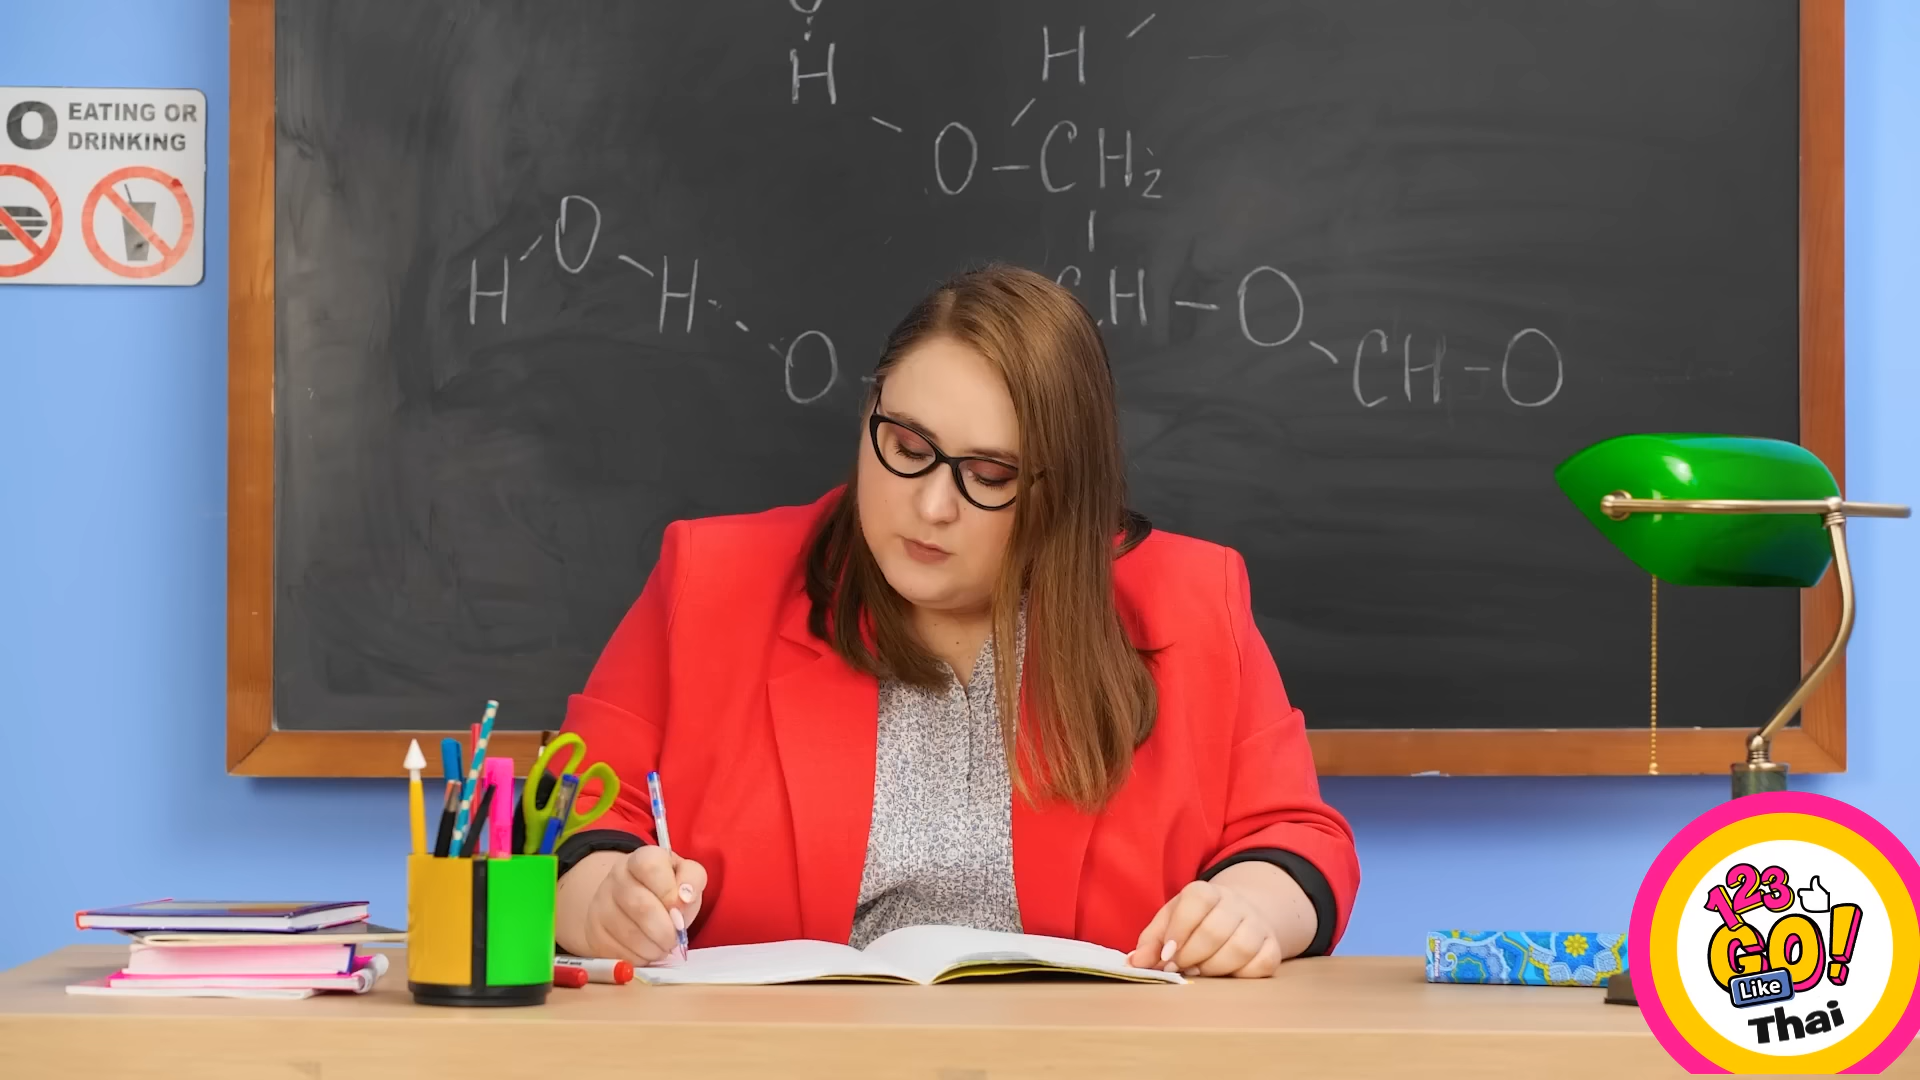 O EATING OR
DRINKING
H
H
O-CH2
H O H
O
CH-O
CH-O
123
GO!
Like
Thai